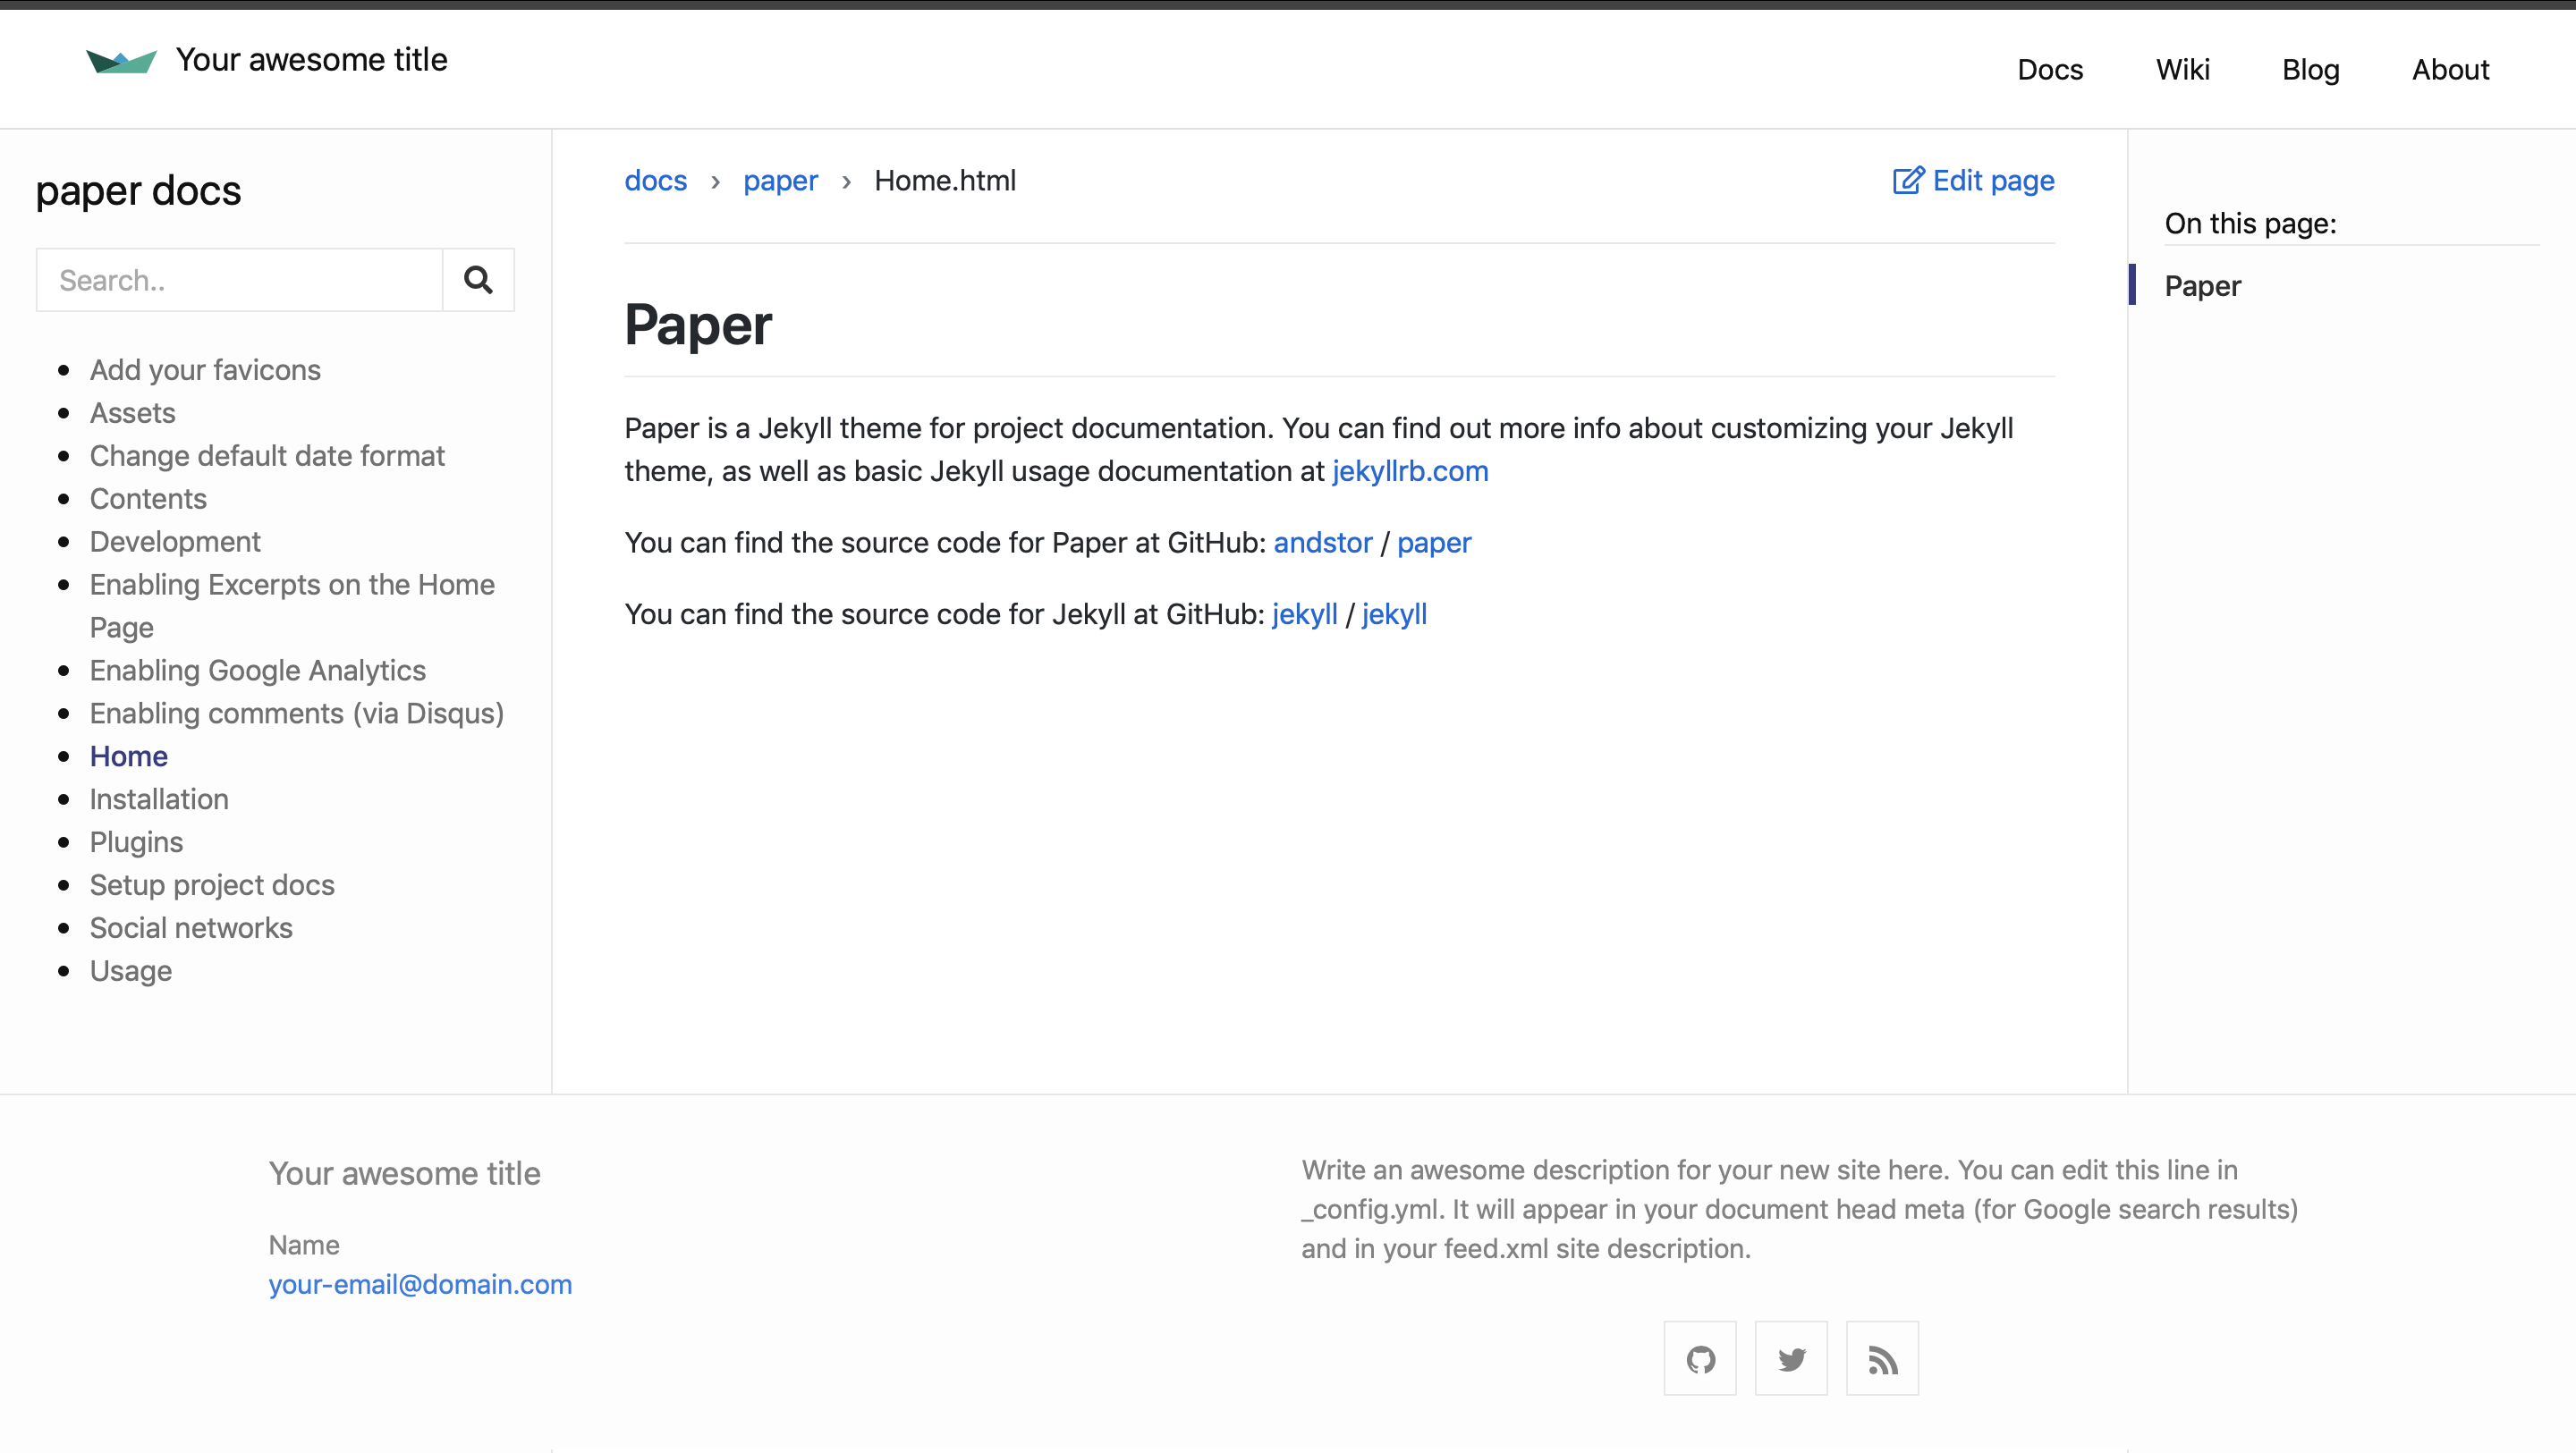 Your awesome title
Docs Wiki Blog About
paper docs
Search..
Add your favicons
Assets
Change default date format
Contents
Development
Enabling Excerpts on the Home
Page
Enabling Google Analytics
Enabling comments (via Disqus)
Home
Installation
Plugins
Setup project docs
Social networks
Usage
docs › paper › Home.html
Edit page
Paper
Paper is a Jekyll theme for project documentation. You can find out more info about customizing your Jekyll
theme, as well as basic Jekyll usage documentation at jekyllrb.com
You can find the source code for Paper at GitHub: andstor / paper
You can find the source code for Jekyll at GitHub: jekyll / jekyll
On this page:
Paper
Your awesome title
Name
your-email@domain.com
Write an awesome description for your new site here. You can edit this line in
_config.yml. It will appear in your document head meta (for Google search results)
and in your feed.xml site description.